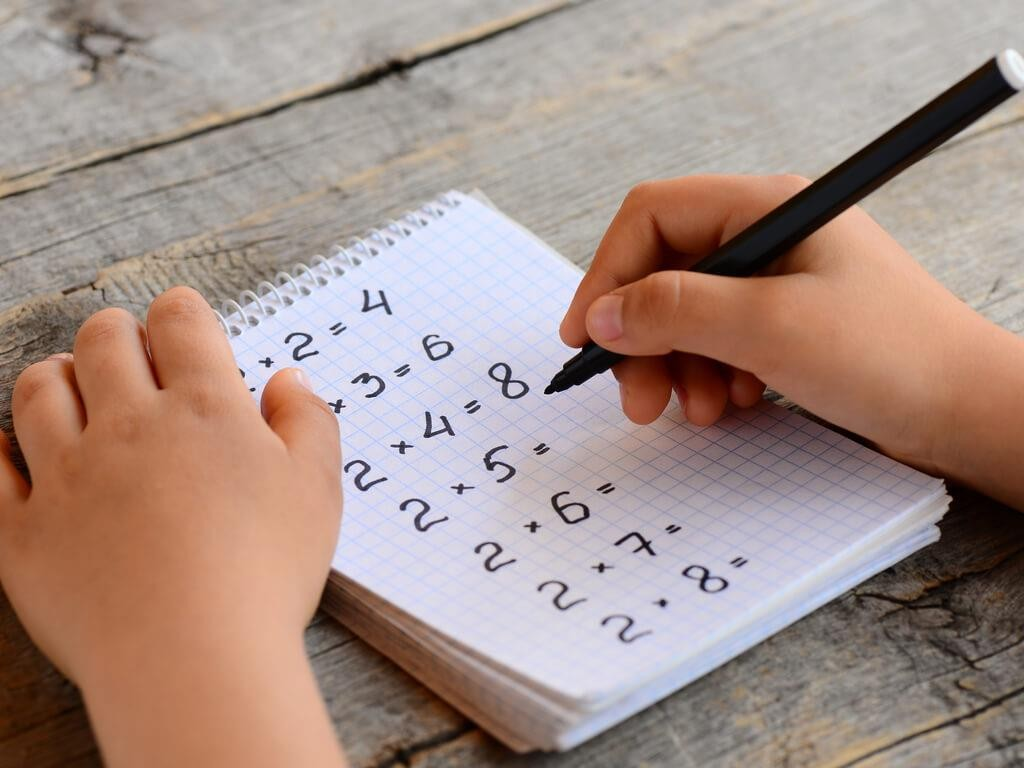 × 2 = 4
× 3 = 6
2 × 4 = 8
2 × 5 =
2 × 6 =
2 × 7 =
2 × 8 =